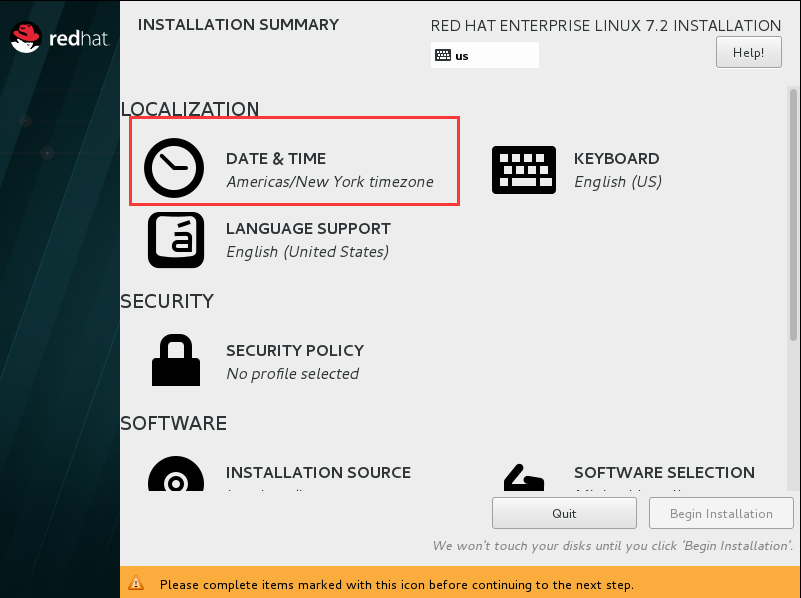 redhat.
INSTALLATION SUMMARY
RED HAT ENTERPRISE LINUX 7.2 INSTALLATION
us
Help!
LOCALIZATION
DATE & TIME
Americas/New York timezone
KEYBOARD
English (US)
á
LANGUAGE SUPPORT
English (United States)
SECURITY
SECURITY POLICY
No profile selected
SOFTWARE
INSTALLATION SOURCE
SOFTWARE SELECTION
Quit
Begin Installation
We won't touch your disks until you click 'Begin Installation'.
Please complete items marked with this icon before continuing to the next step.